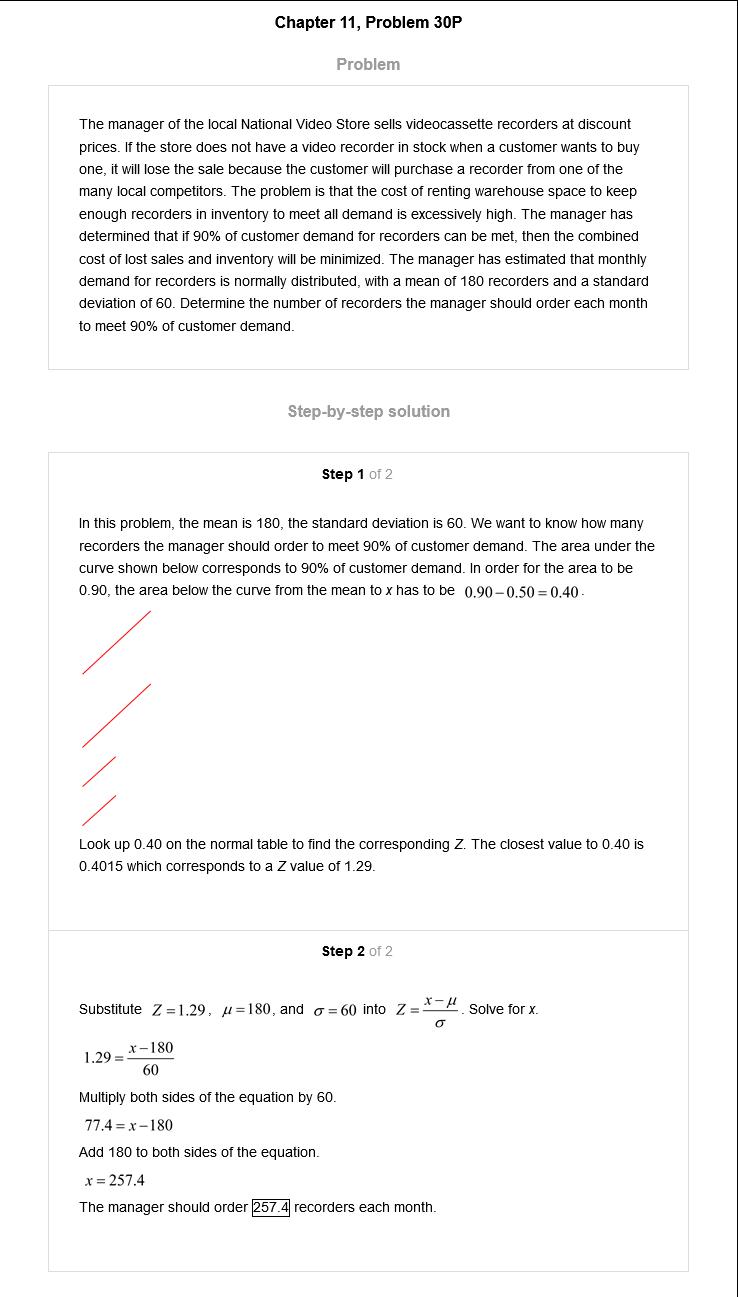 Chapter 11, Problem 30P
Problem
The manager of the local National Video Store sells videocassette recorders at discount
prices. If the store does not have a video recorder in stock when a customer wants to buy
one, it will lose the sale because the customer will purchase a recorder from one of the
many local competitors. The problem is that the cost of renting warehouse space to keep
enough recorders in inventory to meet all demand is excessively high. The manager has
determined that if 90% of customer demand for recorders can be met, then the combined
cost of lost sales and inventory will be minimized. The manager has estimated that monthly
demand for recorders is normally distributed, with a mean of 180 recorders and a standard
deviation of 60. Determine the number of recorders the manager should order each month
to meet 90% of customer demand.
Step-by-step solution
Step 1 of 2
In this problem, the mean is 180, the standard deviation is 60. We want to know how many
recorders the manager should order to meet 90% of customer demand. The area under the
curve shown below corresponds to 90% of customer demand. In order for the area to be
0.90, the area below the curve from the mean to x has to be 0.90−0.50=0.40.
Look up 0.40 on the normal table to find the corresponding Z. The closest value to 0.40 is
0.4015 which corresponds to a Z value of 1.29.
Step 2 of 2
Substitute Z=1.29, μ=180, and σ=60 into Z=(x−μ)/σ. Solve for x.
1.29=(x−180)/60
Multiply both sides of the equation by 60.
77.4=x−180
Add 180 to both sides of the equation.
x=257.4
The manager should order 257.4 recorders each month.